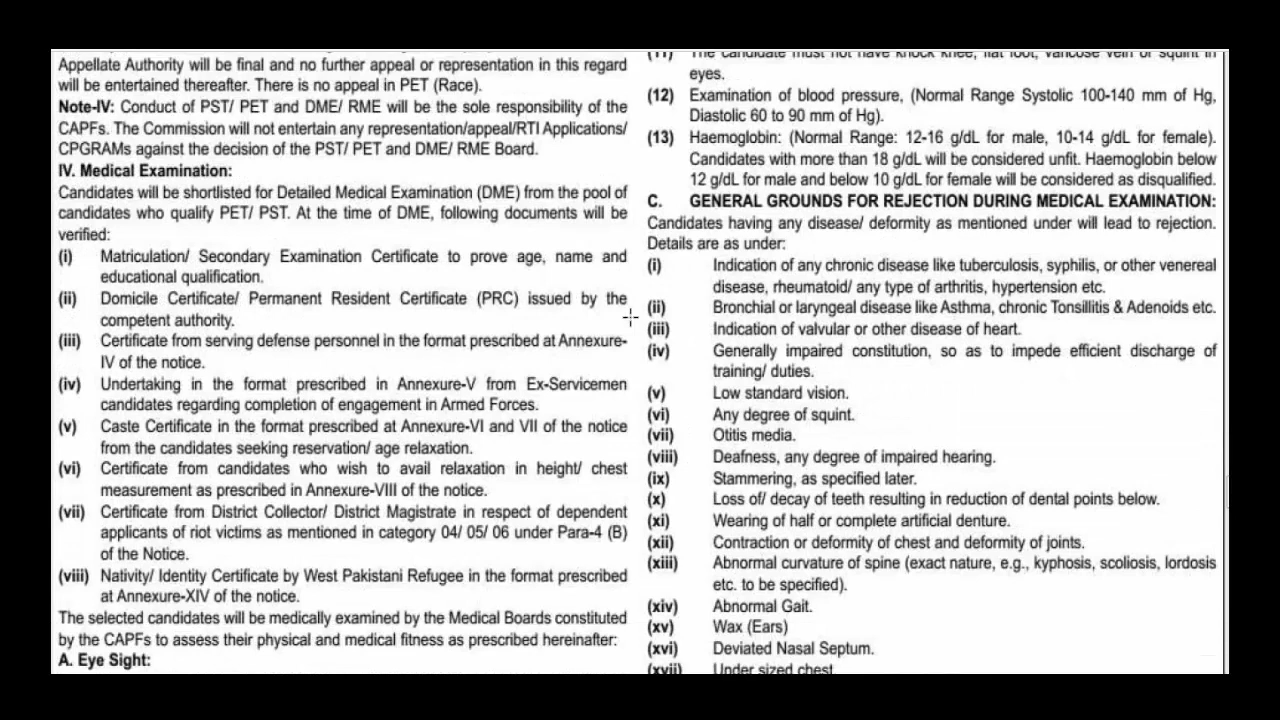 Appellate Authority will be final and no further appeal or representation in this regard
will be entertained thereafter. There is no appeal in PET (Race).
Note-IV: Conduct of PST/ PET and DME/ RME will be the sole responsibility of the
CAPFs. The Commission will not entertain any representation/appeal/RTI Applications/
CPGRAMs against the decision of the PST/ PET and DME/ RME Board.
IV. Medical Examination:
Candidates will be shortlisted for Detailed Medical Examination (DME) from the pool of
candidates who qualify PET/ PST. At the time of DME, following documents will be
verified:
(i) Matriculation/ Secondary Examination Certificate to prove age, name and
educational qualification.
(ii) Domicile Certificate/ Permanent Resident Certificate (PRC) issued by the
competent authority.
(iii) Certificate from serving defense personnel in the format prescribed at Annexure-
IV of the notice.
(iv) Undertaking in the format prescribed in Annexure-V from Ex-Servicemen
candidates regarding completion of engagement in Armed Forces.
(v) Caste Certificate in the format prescribed at Annexure-VI and VII of the notice
from the candidates seeking reservation/ age relaxation.
(vi) Certificate from candidates who wish to avail relaxation in height/ chest
measurement as prescribed in Annexure-VIII of the notice.
(vii) Certificate from District Collector/ District Magistrate in respect of dependent
applicants of riot victims as mentioned in category 04/ 05/ 06 under Para-4 (B)
of the Notice.
(viii) Nativity/ Identity Certificate by West Pakistani Refugee in the format prescribed
at Annexure-XIV of the notice.
The selected candidates will be medically examined by the Medical Boards constituted
by the CAPFs to assess their physical and medical fitness as prescribed hereinafter:
A. Eye Sight:
(11) The candidate must not have knock knee, flat foot, varicose vein or squint in
eyes.
(12) Examination of blood pressure, (Normal Range Systolic 100-140 mm of Hg,
Diastolic 60 to 90 mm of Hg).
(13) Haemoglobin: (Normal Range: 12-16 g/dL for male, 10-14 g/dL for female).
Candidates with more than 18 g/dL will be considered unfit. Haemoglobin below
12 g/dL for male and below 10 g/dL for female will be considered as disqualified.
C. GENERAL GROUNDS FOR REJECTION DURING MEDICAL EXAMINATION:
Candidates having any disease/ deformity as mentioned under will lead to rejection.
Details are as under:
(i) Indication of any chronic disease like tuberculosis, syphilis, or other venereal
disease, rheumatoid/ any type of arthritis, hypertension etc.
(ii) Bronchial or laryngeal disease like Asthma, chronic Tonsillitis & Adenoids etc.
(iii) Indication of valvular or other disease of heart.
(iv) Generally impaired constitution, so as to impede efficient discharge of
training/ duties.
(v) Low standard vision.
(vi) Any degree of squint.
(vii) Otitis media.
(viii) Deafness, any degree of impaired hearing.
(ix) Stammering, as specified later.
(x) Loss of/ decay of teeth resulting in reduction of dental points below.
(xi) Wearing of half or complete artificial denture.
(xii) Contraction or deformity of chest and deformity of joints.
(xiii) Abnormal curvature of spine (exact nature, e.g., kyphosis, scoliosis, lordosis
etc. to be specified).
(xiv) Abnormal Gait.
(xv) Wax (Ears)
(xvi) Deviated Nasal Septum.
(xvii) Under sized chest